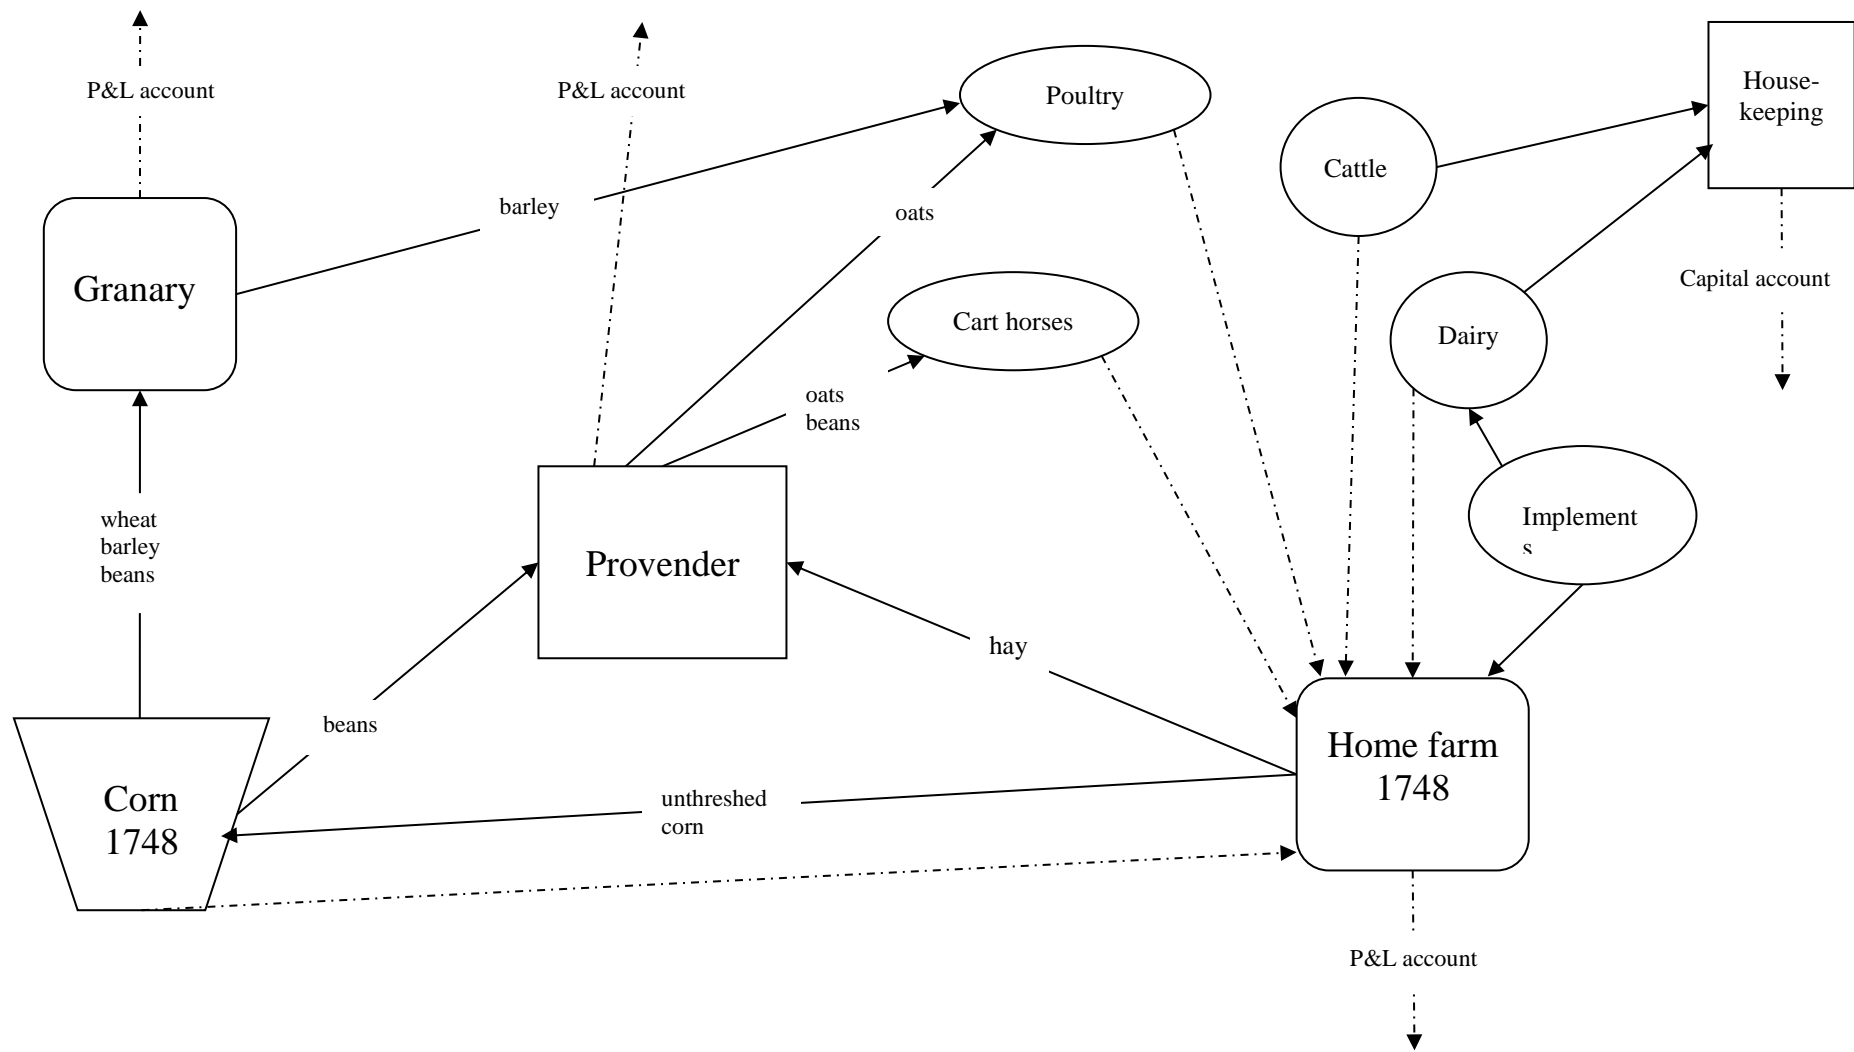 P&L account
P&L account
Poultry
House-
keeping
Cattle
barley
oats
Granary
Capital account
Cart horses
Dairy
oats
beans
wheat
barley
beans
Implement
s
Provender
hay
beans
Home farm
1748
Corn
1748
unthreshed
corn
P&L account